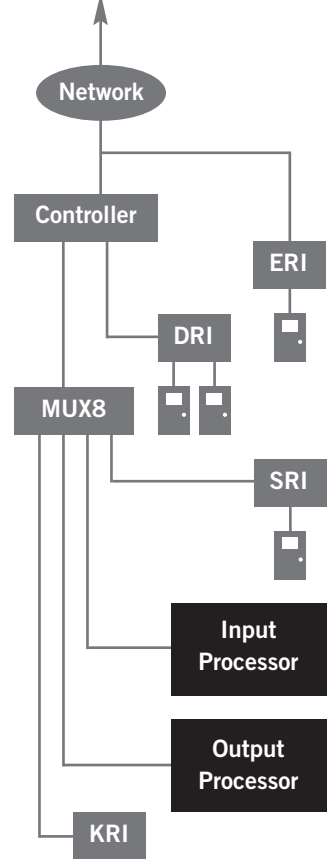 Network
Controller
ERI
DRI
MUX8
SRI
Input
Processor
Output
Processor
KRI